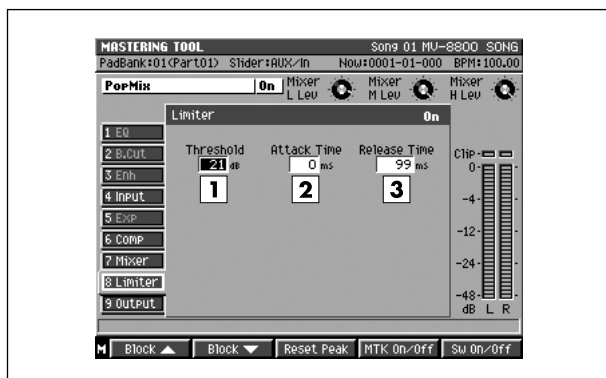 MASTERING TOOL Song 01 MV-8800 SONG
PadBank:01(Part01) Slider:AUX/In Now:0001-01-000 BPM:100.00
PopMix On Mixer L Lev Mixer M Lev Mixer H Lev
Limiter On
1 EQ
2 B.Cut
3 Enh
4 Input
5 Exp
6 Comp
7 Mixer
8 Limiter
9 Output
Threshold Attack Time Release Time
21 dB 0 ms 99 ms
1 2 3
Clip
0
-4
-12
-24
-48
dB L R
M Block ▲ Block ▼ Reset Peak MTK On/Off Sw On/Off